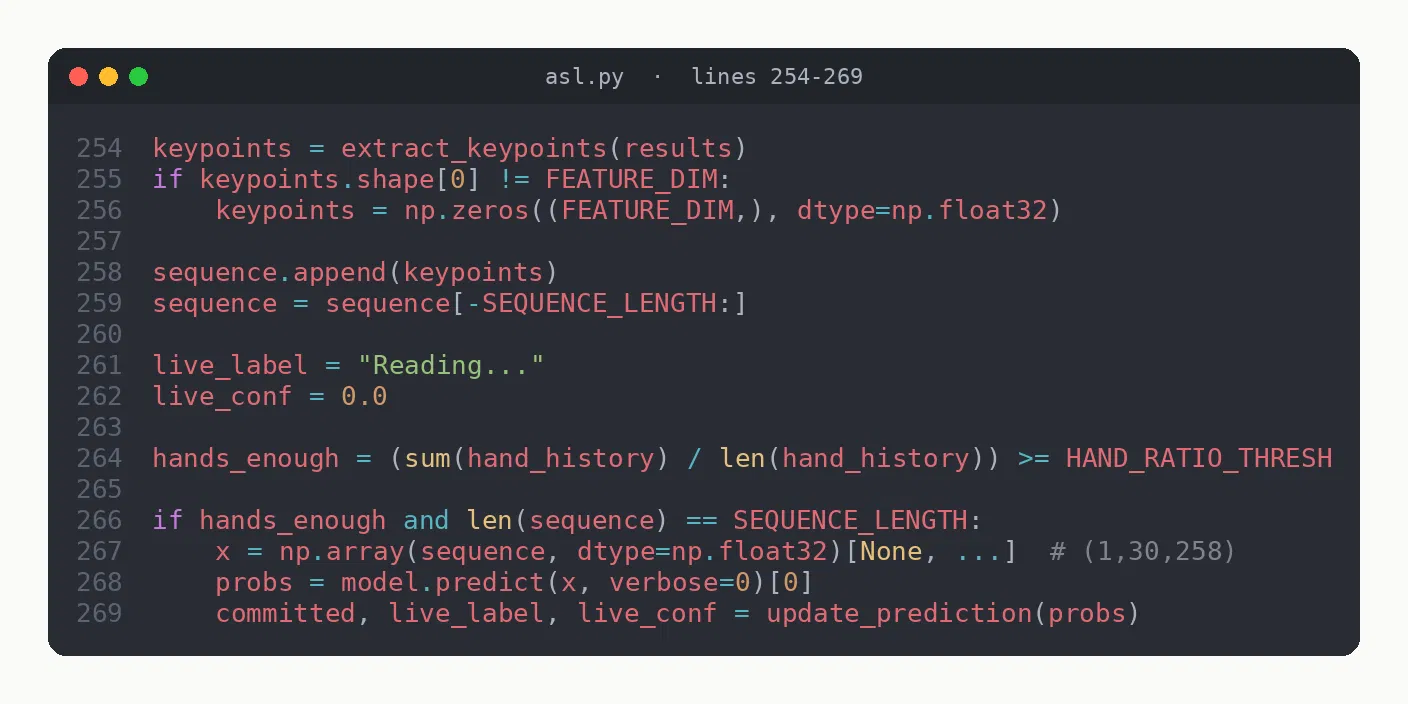 asl.py · lines 254-269
254 keypoints = extract_keypoints(results)
255 if keypoints.shape[0] != FEATURE_DIM:
256     keypoints = np.zeros((FEATURE_DIM,), dtype=np.float32)
257
258 sequence.append(keypoints)
259 sequence = sequence[-SEQUENCE_LENGTH:]
260
261 live_label = "Reading..."
262 live_conf = 0.0
263
264 hands_enough = (sum(hand_history) / len(hand_history)) >= HAND_RATIO_THRESH
265
266 if hands_enough and len(sequence) == SEQUENCE_LENGTH:
267     x = np.array(sequence, dtype=np.float32)[None, ...]  # (1,30,258)
268     probs = model.predict(x, verbose=0)[0]
269     committed, live_label, live_conf = update_prediction(probs)